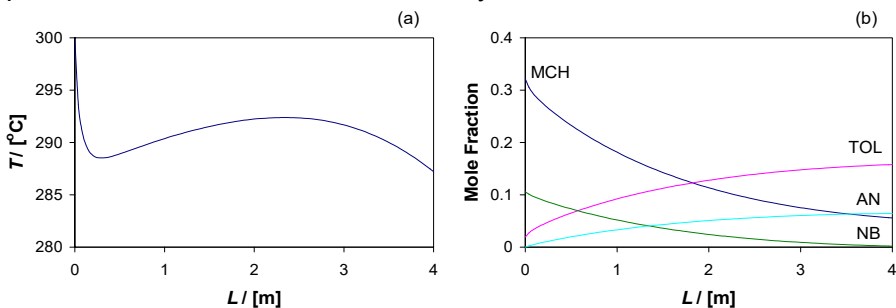 (a)
300
295
290
285
280
T / [°C]
0 1 2 3 4
L / [m]
(b)
0.4
0.3
0.2
0.1
0
Mole Fraction
MCH
TOL
AN
NB
0 1 2 3 4
L / [m]